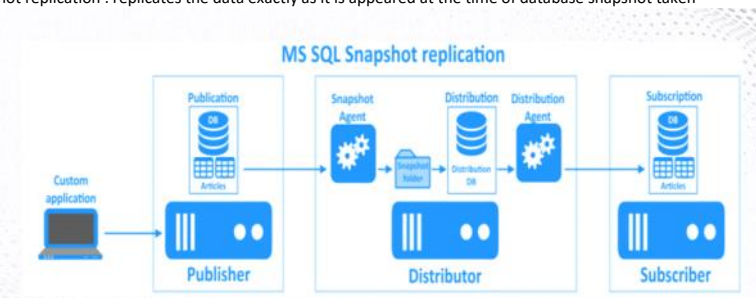 ot replication : replicates the data exactly as it is appeared at the time of database snapshot taken
MS SQL Snapshot replication
Publication
DB
Articles
Snapshot
Agent
Snapshot
folder
Distribution
Distribution
DB
Distribution
Agent
Subscription
DB
Articles
Custom
application
Publisher
Distributor
Subscriber